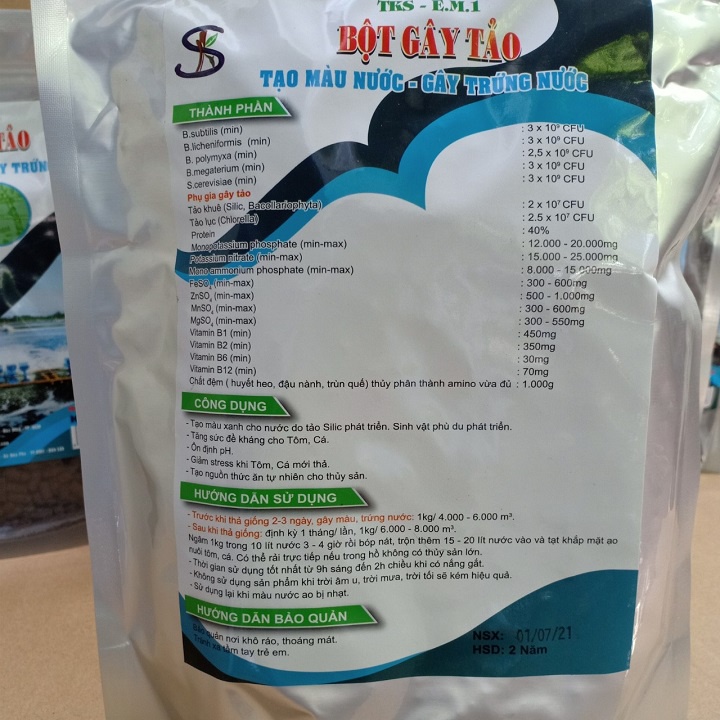 TKS - E.M.1
BỘT GÂY TẢO
TẠO MÀU NƯỚC - GÂY TRỨNG NƯỚC
THÀNH PHẦN
B.subtilis (min) : 3 x 10⁹ CFU
B.licheniformis (min) : 3 x 10⁹ CFU
B. polymyxa (min) : 2,5 x 10⁹ CFU
B.megaterium (min) : 3 x 10⁹ CFU
S.cerevisiae (min) : 3 x 10⁹ CFU
Phụ gia gây tảo
Tảo khuê (Silic, Bacollariophyta) : 2 x 10⁷ CFU
Tảo lục (Chlorella) : 2.5 x 10⁷ CFU
Protein : 40%
Monopotassium phosphate (min-max) : 12.000 - 20.000mg
Potassium nitrate (min-max) : 15.000 - 25.000mg
Mono ammonium phosphate (min-max) : 8.000 - 15.000mg
FeSO₄ (min-max) : 300 - 600mg
ZnSO₄ (min-max) : 500 - 1.000mg
MnSO₄ (min-max) : 300 - 600mg
MgSO₄ (min-max) : 300 - 550mg
Vitamin B1 (min) : 450mg
Vitamin B2 (min) : 350mg
Vitamin B6 (min) : 30mg
Vitamin B12 (min) : 70mg
Chất đệm ( huyết heo, đậu nành, trùn quế) thủy phân thành amino vừa đủ : 1.000g
CÔNG DỤNG
- Tạo màu xanh cho nước do tảo Silic phát triển. Sinh vật phù du phát triển.
- Tăng sức đề kháng cho Tôm, Cá.
- Ổn định pH.
- Giảm stress khi Tôm, Cá mới thả.
- Tạo nguồn thức ăn tự nhiên cho thủy sản.
HƯỚNG DẪN SỬ DỤNG
- Trước khi thả giống 2-3 ngày, gây màu, trứng nước: 1kg/ 4.000 - 6.000 m³.
- Sau khi thả giống: định kỳ 1 tháng/ lần, 1kg/ 6.000 - 8.000 m³.
Ngâm 1kg trong 10 lít nước 3 - 4 giờ rồi bóp nát, trộn thêm 15 - 20 lít nước vào và tạt khắp mặt ao
nuôi tôm, cá. Có thể rải trực tiếp nếu trong hồ không có thủy sản lớn.
- Thời gian sử dụng tốt nhất từ 9h sáng đến 2h chiều khi có nắng gắt.
- Không sử dụng sản phẩm khi trời âm u, trời mưa, trời tối sẽ kém hiệu quả.
- Sử dụng lại khi màu nước ao bị nhạt.
HƯỚNG DẪN BẢO QUẢN
Bảo quản nơi khô ráo, thoáng mát.
Tránh xa tầm tay trẻ em.
NSX: 01/07/21
HSD: 2 Năm
TẢO
ÂY TRỨN